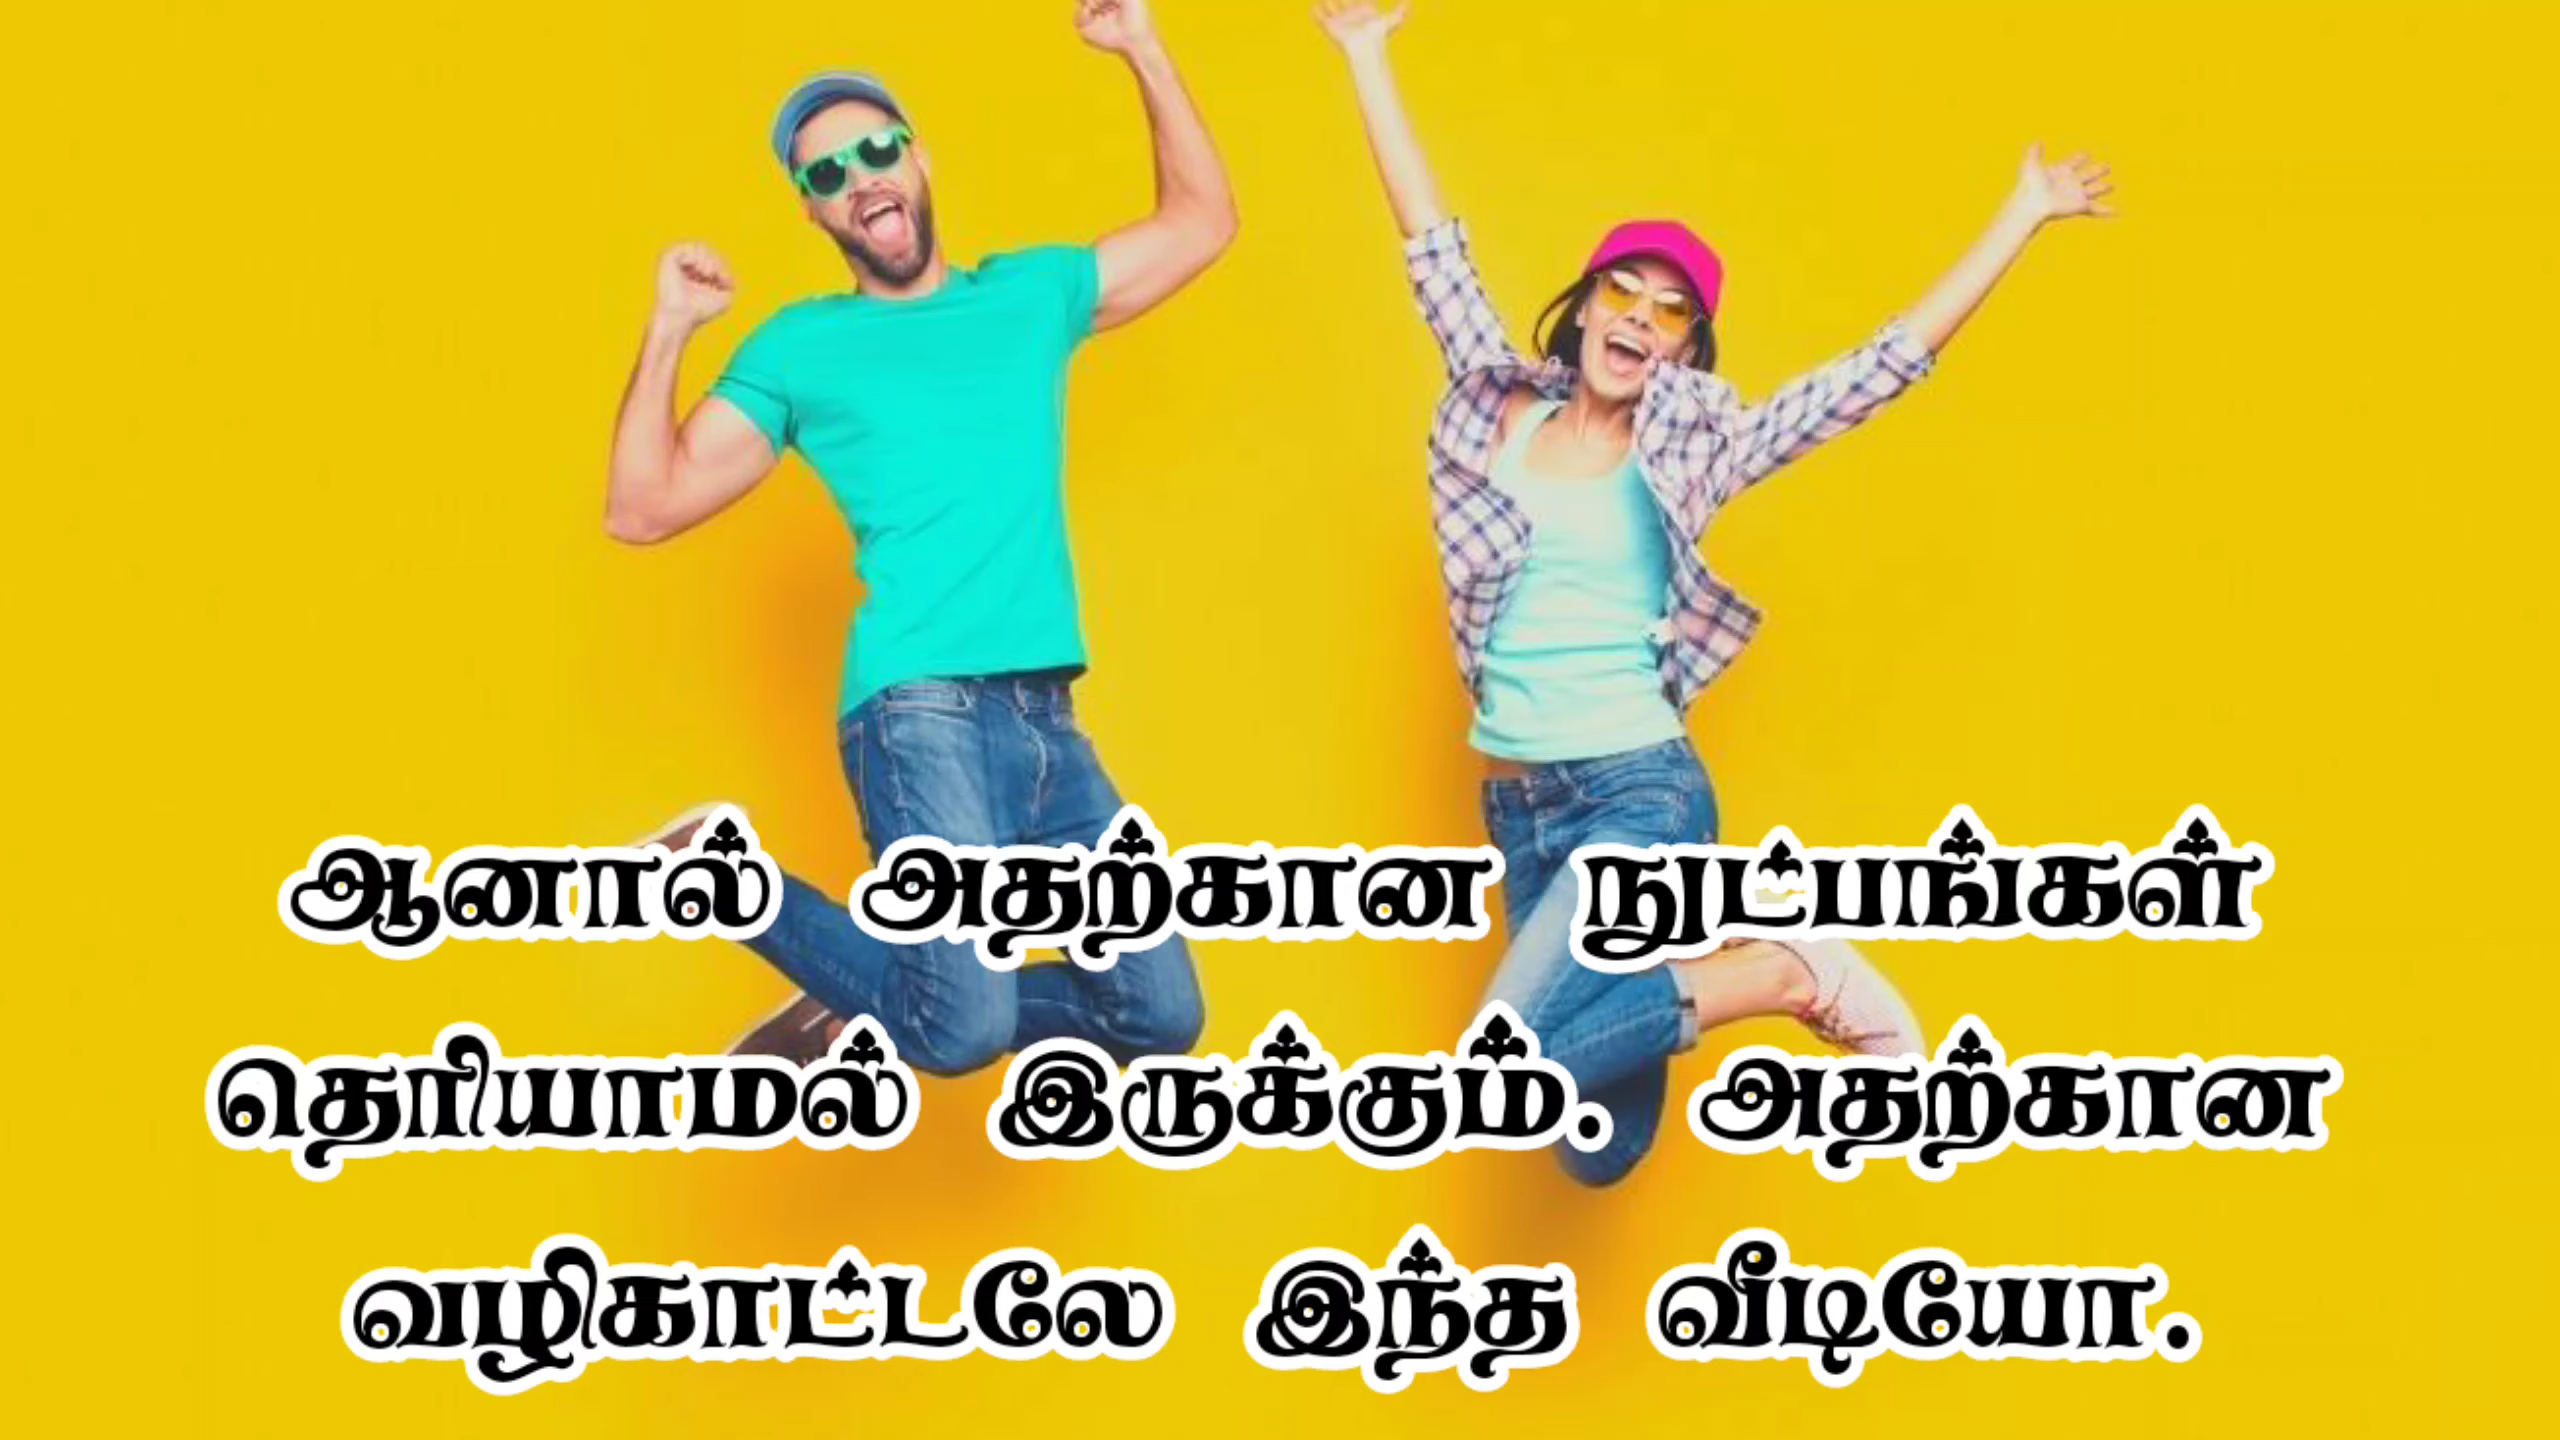 ஆனால் அதற்கான நுட்பங்கள்
தெரியாமல் இருக்கும். அதற்கான
வழிகாட்டலே இந்த வீடியோ.